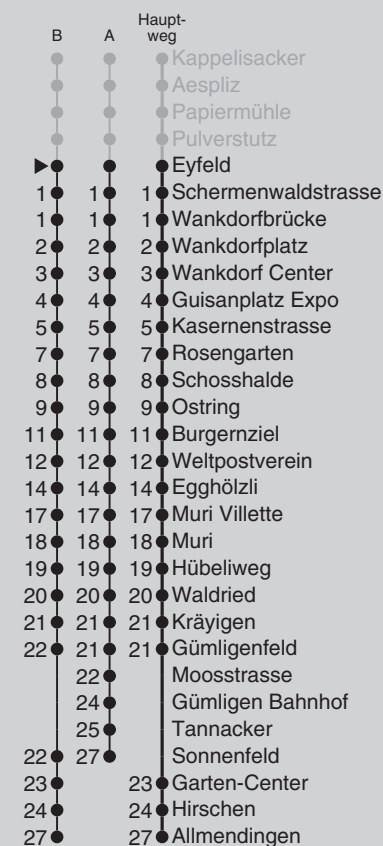 Haupt-
B A weg
Kappelisacker
Aespliz
Papiermühle
Pulverstutz
Eyfeld
1 1 1 Schermenwaldstrasse
1 1 1 Wankdorfbrücke
2 2 2 Wankdorfplatz
3 3 3 Wankdorf Center
4 4 4 Guisanplatz Expo
5 5 5 Kasernenstrasse
7 7 7 Rosengarten
8 8 8 Schosshalde
9 9 9 Ostring
11 11 11 Burgernziel
12 12 12 Weltpostverein
14 14 14 Egghölzli
17 17 17 Muri Villette
18 18 18 Muri
19 19 19 Hübeliweg
20 20 20 Waldried
21 21 21 Kräyigen
22 21 21 Gümligenfeld
22 Moosstrasse
24 Gümligen Bahnhof
25 Tannacker
22 27 Sonnenfeld
23 23 Garten-Center
24 24 Hirschen
27 27 Allmendingen